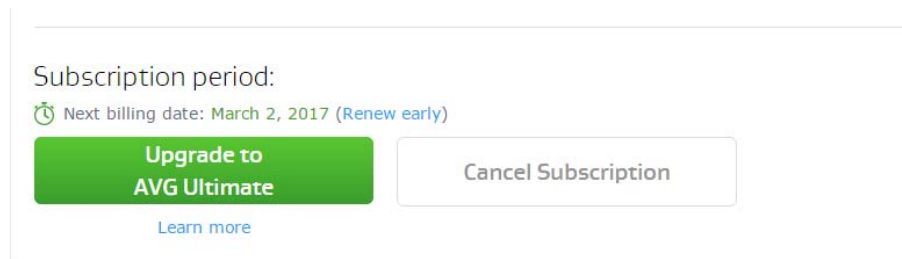 Subscription period:
Next billing date: March 2, 2017 (Renew early)
Upgrade to
AVG Ultimate
Cancel Subscription
Learn more